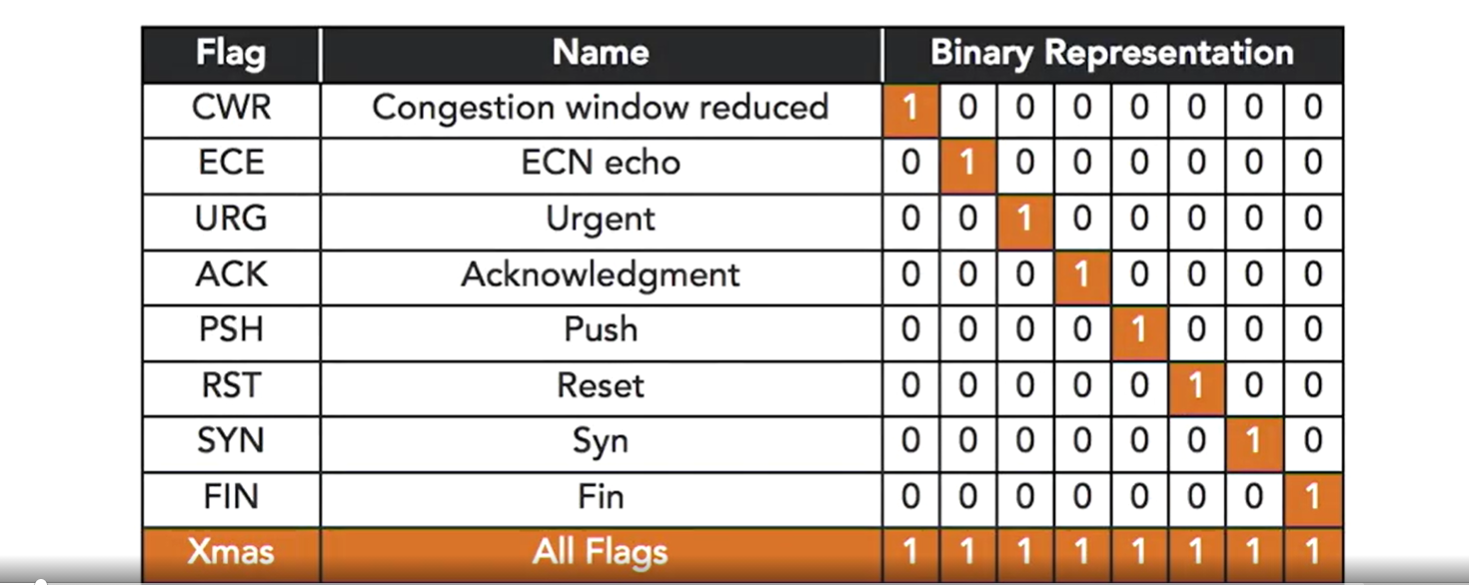 Flag Name Binary Representation
CWR Congestion window reduced 1 0 0 0 0 0 0 0
ECE ECN echo 0 1 0 0 0 0 0 0
URG Urgent 0 0 1 0 0 0 0 0
ACK Acknowledgment 0 0 0 1 0 0 0 0
PSH Push 0 0 0 0 1 0 0 0
RST Reset 0 0 0 0 0 1 0 0
SYN Syn 0 0 0 0 0 0 1 0
FIN Fin 0 0 0 0 0 0 0 1
Xmas All Flags 1 1 1 1 1 1 1 1